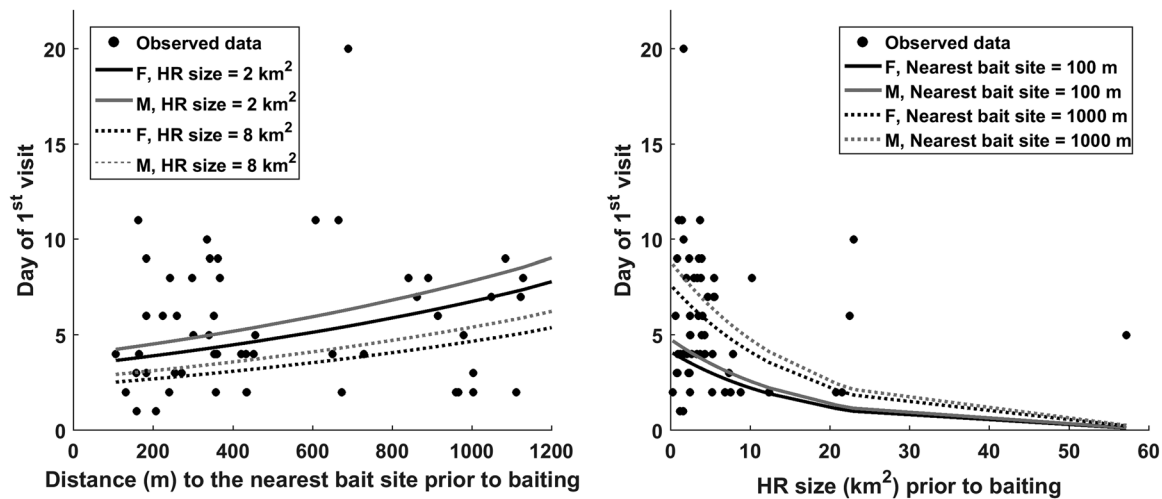 Observed data
F, HR size = 2 km²
M, HR size = 2 km²
F, HR size = 8 km²
M, HR size = 8 km²
20
15
10
5
0
Day of 1st visit
0
200
400
600
800
1000
1200
Distance (m) to the nearest bait site prior to baiting
Observed data
F, Nearest bait site = 100 m
M, Nearest bait site = 100 m
F, Nearest bait site = 1000 m
M, Nearest bait site = 1000 m
20
15
10
5
0
Day of 1st visit
0
10
20
30
40
50
60
HR size (km²) prior to baiting